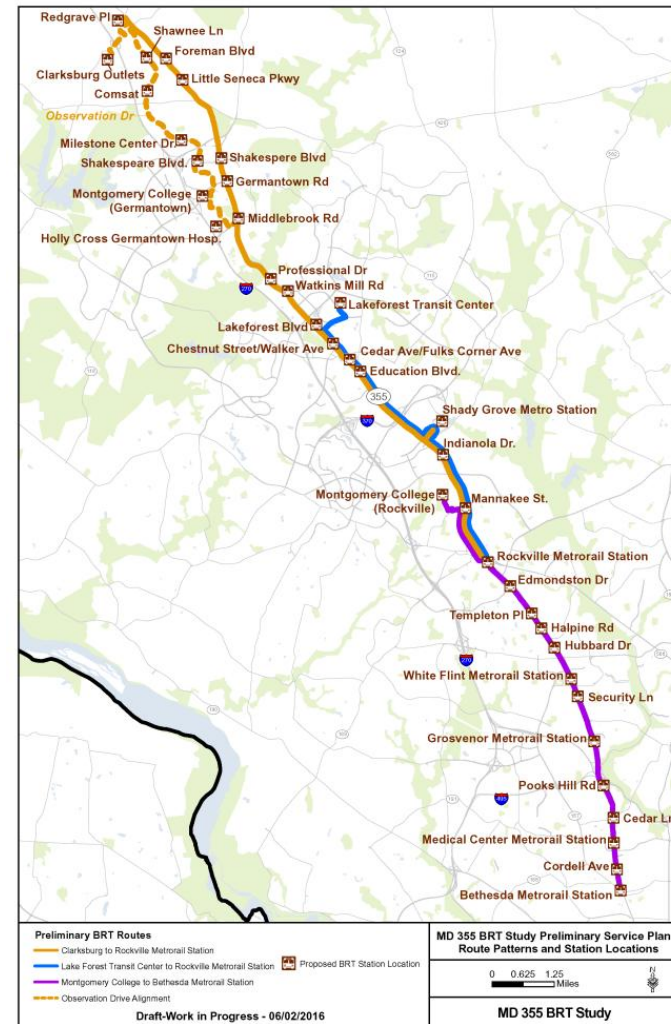 Redgrave Pl
Shawnee Ln
Foreman Blvd
Clarksburg Outlets
Little Seneca Pkwy
Comsat
Observation Dr
Milestone Center Dr.
Shakespeare Blvd.
Shakespere Blvd
Germantown Rd
Montgomery College
(Germantown)
Middlebrook Rd
Holly Cross Germantown Hosp.
Professional Dr
270
Watkins Mill Rd
Lakeforest Transit Center
Lakeforest Blvd
Chestnut Street/Walker Ave
Cedar Ave/Fulks Corner Ave
Education Blvd.
355
370
Shady Grove Metro Station
Indianola Dr.
Montgomery College
(Rockville)
Mannakee St.
Rockville Metrorail Station
Edmondston Dr
Templeton Pl
Halpine Rd
Hubbard Dr
270
White Flint Metrorail Station
Security Ln
Grosvenor Metrorail Station
Pooks Hill Rd
495
Cedar Ln
Medical Center Metrorail Station
Cordell Ave
Bethesda Metrorail Station
Preliminary BRT Routes
Clarksburg to Rockville Metrorail Station
Lake Forest Transit Center to Rockville Metrorail Station
Proposed BRT Station Location
Montgomery College to Bethesda Metrorail Station
Observation Drive Alignment
Draft-Work in Progress - 06/02/2016
MD 355 BRT Study Preliminary Service Plan
Route Patterns and Station Locations
0 0.625 1.25
Miles
N
MD 355 BRT Study